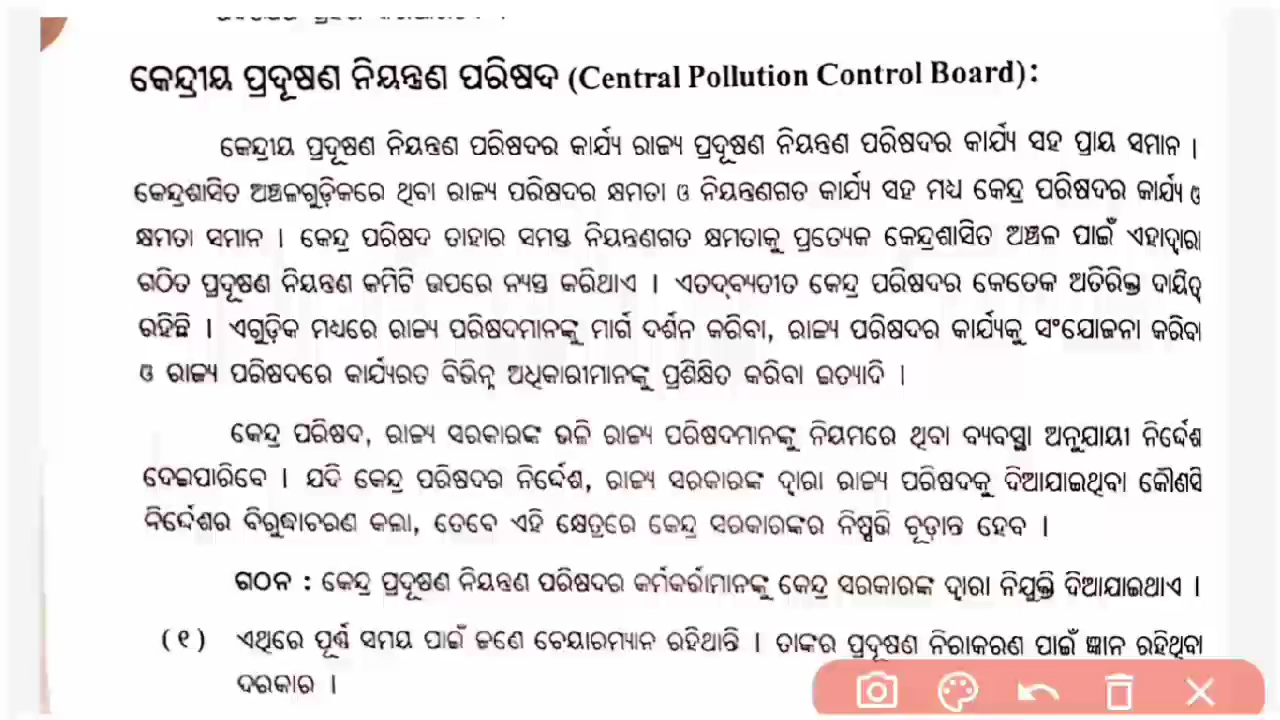 କେନ୍ଦ୍ରୀୟ ପ୍ରଦୂଷଣ ନିୟନ୍ତ୍ରଣ ପରିଷଦ (Central Pollution Control Board):
କେନ୍ଦ୍ରୀୟ ପ୍ରଦୂଷଣ ନିୟନ୍ତ୍ରଣ ପରିଷଦର କାର୍ଯ୍ୟ ରାଜ୍ୟ ପ୍ରଦୂଷଣ ନିୟନ୍ତ୍ରଣ ପରିଷଦର କାର୍ଯ୍ୟ ସହ ପ୍ରାୟ ସମାନ ।
କେନ୍ଦ୍ରଶାସିତ ଅଞ୍ଚଳଗୁଡ଼ିକରେ ଥିବା ରାଜ୍ୟ ପରିଷଦର କ୍ଷମତା ଓ ନିୟନ୍ତ୍ରଣଗତ କାର୍ଯ୍ୟ ସହ ମଧ୍ୟ କେନ୍ଦ୍ର ପରିଷଦର କାର୍ଯ୍ୟ ଓ
କ୍ଷମତା ସମାନ । କେନ୍ଦ୍ର ପରିଷଦ ତାହାର ସମସ୍ତ ନିୟନ୍ତ୍ରଣଗତ କ୍ଷମତାକୁ ପ୍ରତ୍ୟେକ କେନ୍ଦ୍ରଶାସିତ ଅଞ୍ଚଳ ପାଇଁ ଏହାଦ୍ୱାରା
ଗଠିତ ପ୍ରଦୂଷଣ ନିୟନ୍ତ୍ରଣ କମିଟି ଉପରେ ନ୍ୟସ୍ତ କରିଥାଏ । ଏତଦ୍‌ବ୍ୟତୀତ କେନ୍ଦ୍ର ପରିଷଦର କେତେକ ଅତିରିକ୍ତ ଦାୟିତ୍ୱ
ରହିଛି । ଏଗୁଡ଼ିକ ମଧ୍ୟରେ ରାଜ୍ୟ ପରିଷଦମାନଙ୍କୁ ମାର୍ଗ ଦର୍ଶନ କରିବା, ରାଜ୍ୟ ପରିଷଦର କାର୍ଯ୍ୟକୁ ସଂଯୋଜନା କରିବା
ଓ ରାଜ୍ୟ ପରିଷଦରେ କାର୍ଯ୍ୟରତ ବିଭିନ୍ନ ଅଧିକାରୀମାନଙ୍କୁ ପ୍ରଶିକ୍ଷିତ କରିବା ଇତ୍ୟାଦି ।
କେନ୍ଦ୍ର ପରିଷଦ, ରାଜ୍ୟ ସରକାରଙ୍କ ଭଳି ରାଜ୍ୟ ପରିଷଦମାନଙ୍କୁ ନିୟମରେ ଥିବା ବ୍ୟବସ୍ଥା ଅନୁଯାୟୀ ନିର୍ଦ୍ଦେଶ
ଦେଇପାରିବେ । ଯଦି କେନ୍ଦ୍ର ପରିଷଦର ନିର୍ଦ୍ଦେଶ, ରାଜ୍ୟ ସରକାରଙ୍କ ଦ୍ୱାରା ରାଜ୍ୟ ପରିଷଦକୁ ଦିଆଯାଇଥିବା କୌଣସି
ନିର୍ଦ୍ଦେଶର ବିରୁଦ୍ଧାଚରଣ କଲା, ତେବେ ଏହି କ୍ଷେତ୍ରରେ କେନ୍ଦ୍ର ସରକାରଙ୍କର ନିଷ୍ପତ୍ତି ଚୂଡ଼ାନ୍ତ ହେବ ।
ଗଠନ : କେନ୍ଦ୍ର ପ୍ରଦୂଷଣ ନିୟନ୍ତ୍ରଣ ପରିଷଦର କର୍ମକର୍ତ୍ତାମାନଙ୍କୁ କେନ୍ଦ୍ର ସରକାରଙ୍କ ଦ୍ୱାରା ନିଯୁକ୍ତି ଦିଆଯାଇଥାଏ ।
(୧) ଏଥିରେ ପୂର୍ଣ୍ଣ ସମୟ ପାଇଁ ଜଣେ ଚେୟାରମ୍ୟାନ ରହିଥାନ୍ତି । ତାଙ୍କର ପ୍ରଦୂଷଣ ନିରାକରଣ ପାଇଁ ଜ୍ଞାନ ରହିଥିବା
ଦରକାର ।